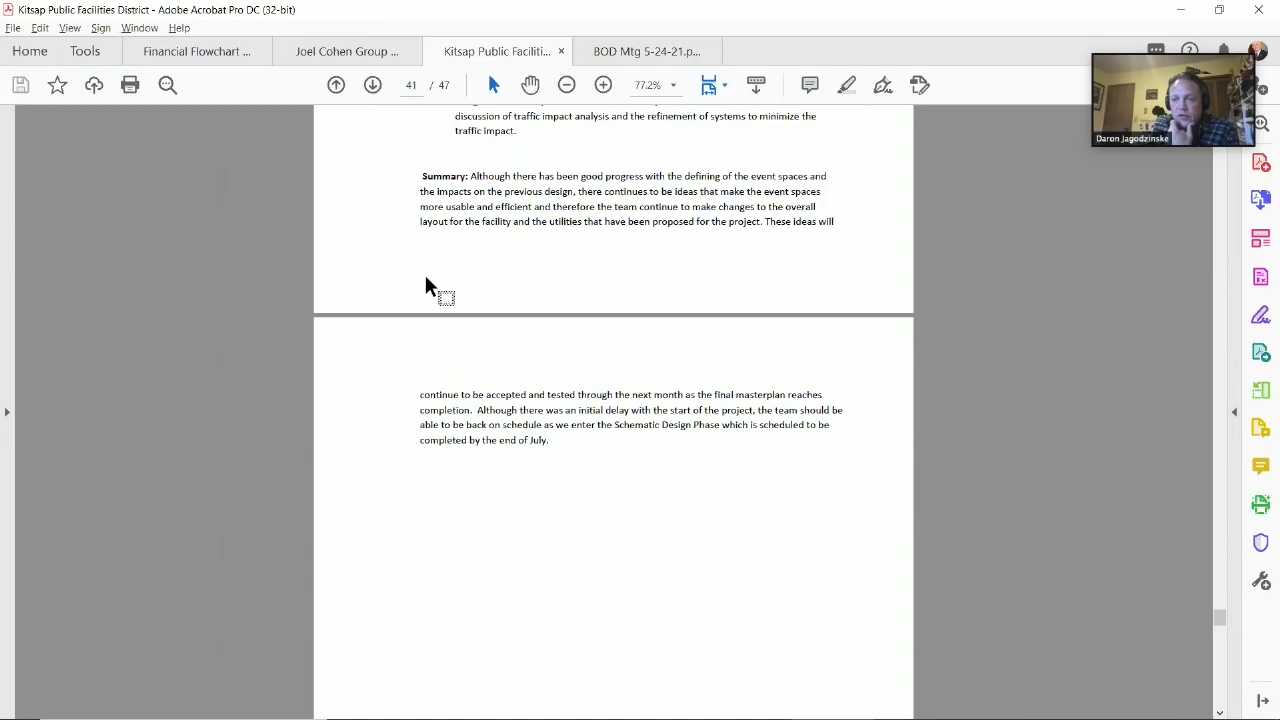 Kitsap Public Facilities District - Adobe Acrobat Pro DC (32-bit)
File Edit View Sign Window Help
Home Tools Financial Flowchart ... Joel Cohen Group ... Kitsap Public Faciliti... × BOD Mtg 5-24-21.p...
41 / 47 77.2%
Daron Jagodzinske
discussion of traffic impact analysis and the refinement of systems to minimize the
traffic impact.
Summary: Although there has been good progress with the defining of the event spaces and
the impacts on the previous design, there continues to be ideas that make the event spaces
more usable and efficient and therefore the team continue to make changes to the overall
layout for the facility and the utilities that have been proposed for the project. These ideas will
continue to be accepted and tested through the next month as the final masterplan reaches
completion. Although there was an initial delay with the start of the project, the team should be
able to be back on schedule as we enter the Schematic Design Phase which is scheduled to be
completed by the end of July.